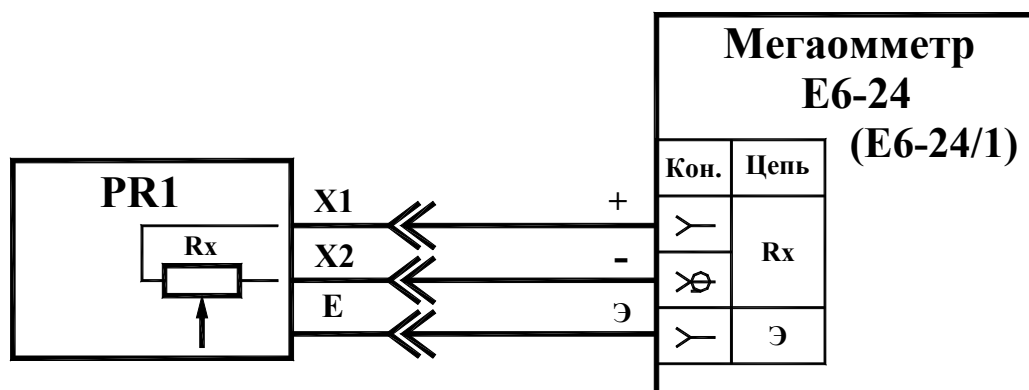 Мегаомметр
Е6-24
(Е6-24/1)
Кон. Цепь
PR1
X1 +
Rx
X2 - Rx
E Э Э